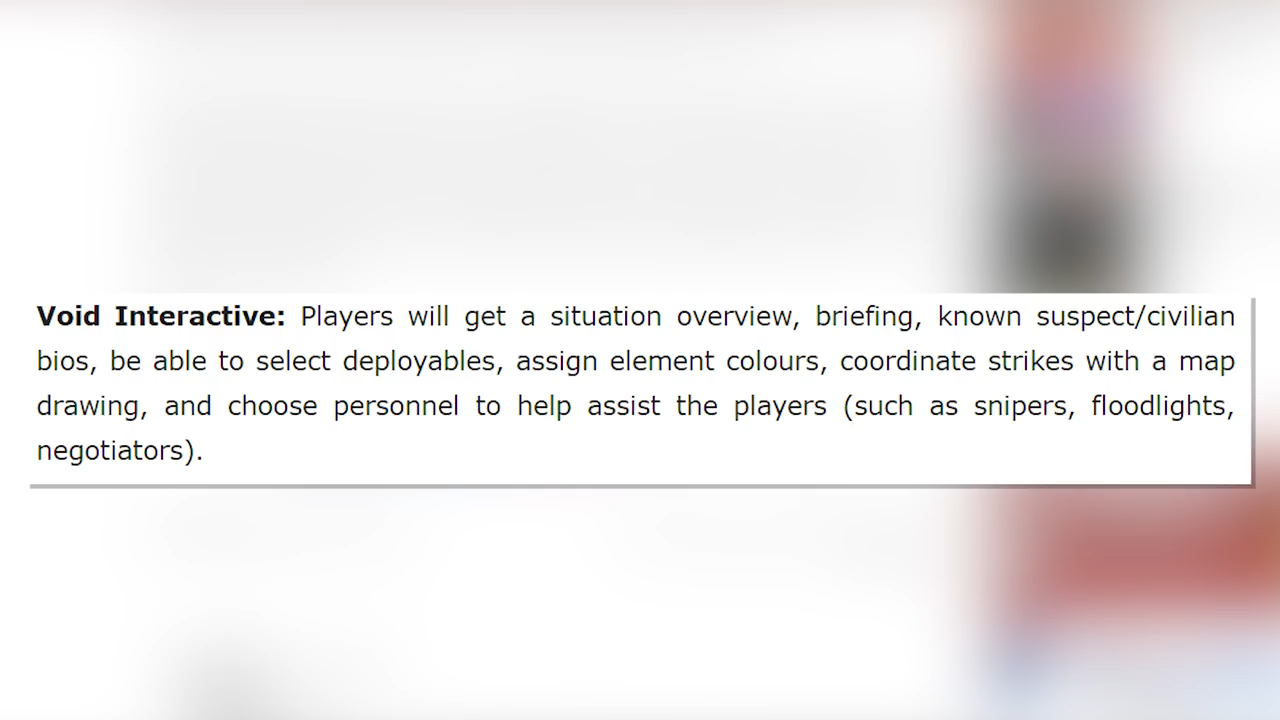 Void Interactive: Players will get a situation overview, briefing, known suspect/civilian
bios, be able to select deployables, assign element colours, coordinate strikes with a map
drawing, and choose personnel to help assist the players (such as snipers, floodlights,
negotiators).